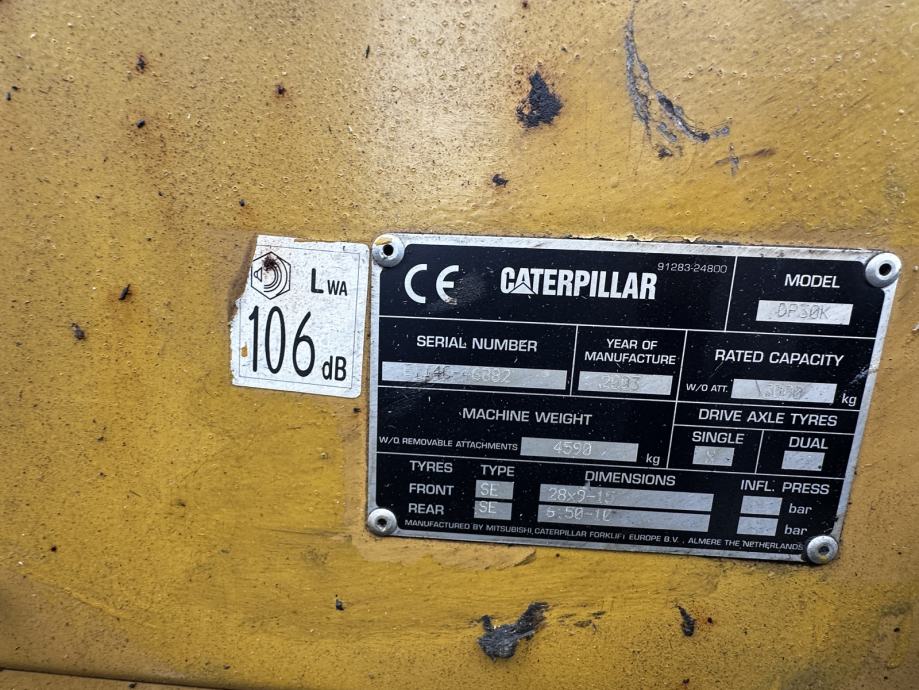 LWA
106 dB
CE
CATERPILLAR
91283-24800
MODEL
DP30K
SERIAL NUMBER
YEAR OF
MANUFACTURE
2003
RATED CAPACITY
W/O ATT.
kg
MACHINE WEIGHT
W/O REMOVABLE ATTACHMENTS
4590
kg
DRIVE AXLE TYRES
SINGLE
X
DUAL
TYRES
TYPE
DIMENSIONS
INFL. PRESS
FRONT
SE
28x9-15
bar
REAR
SE
6.50-10
bar
MANUFACTURED BY MITSUBISHI, CATERPILLAR FORKLIFT EUROPE B.V., ALMERE THE NETHERLANDS